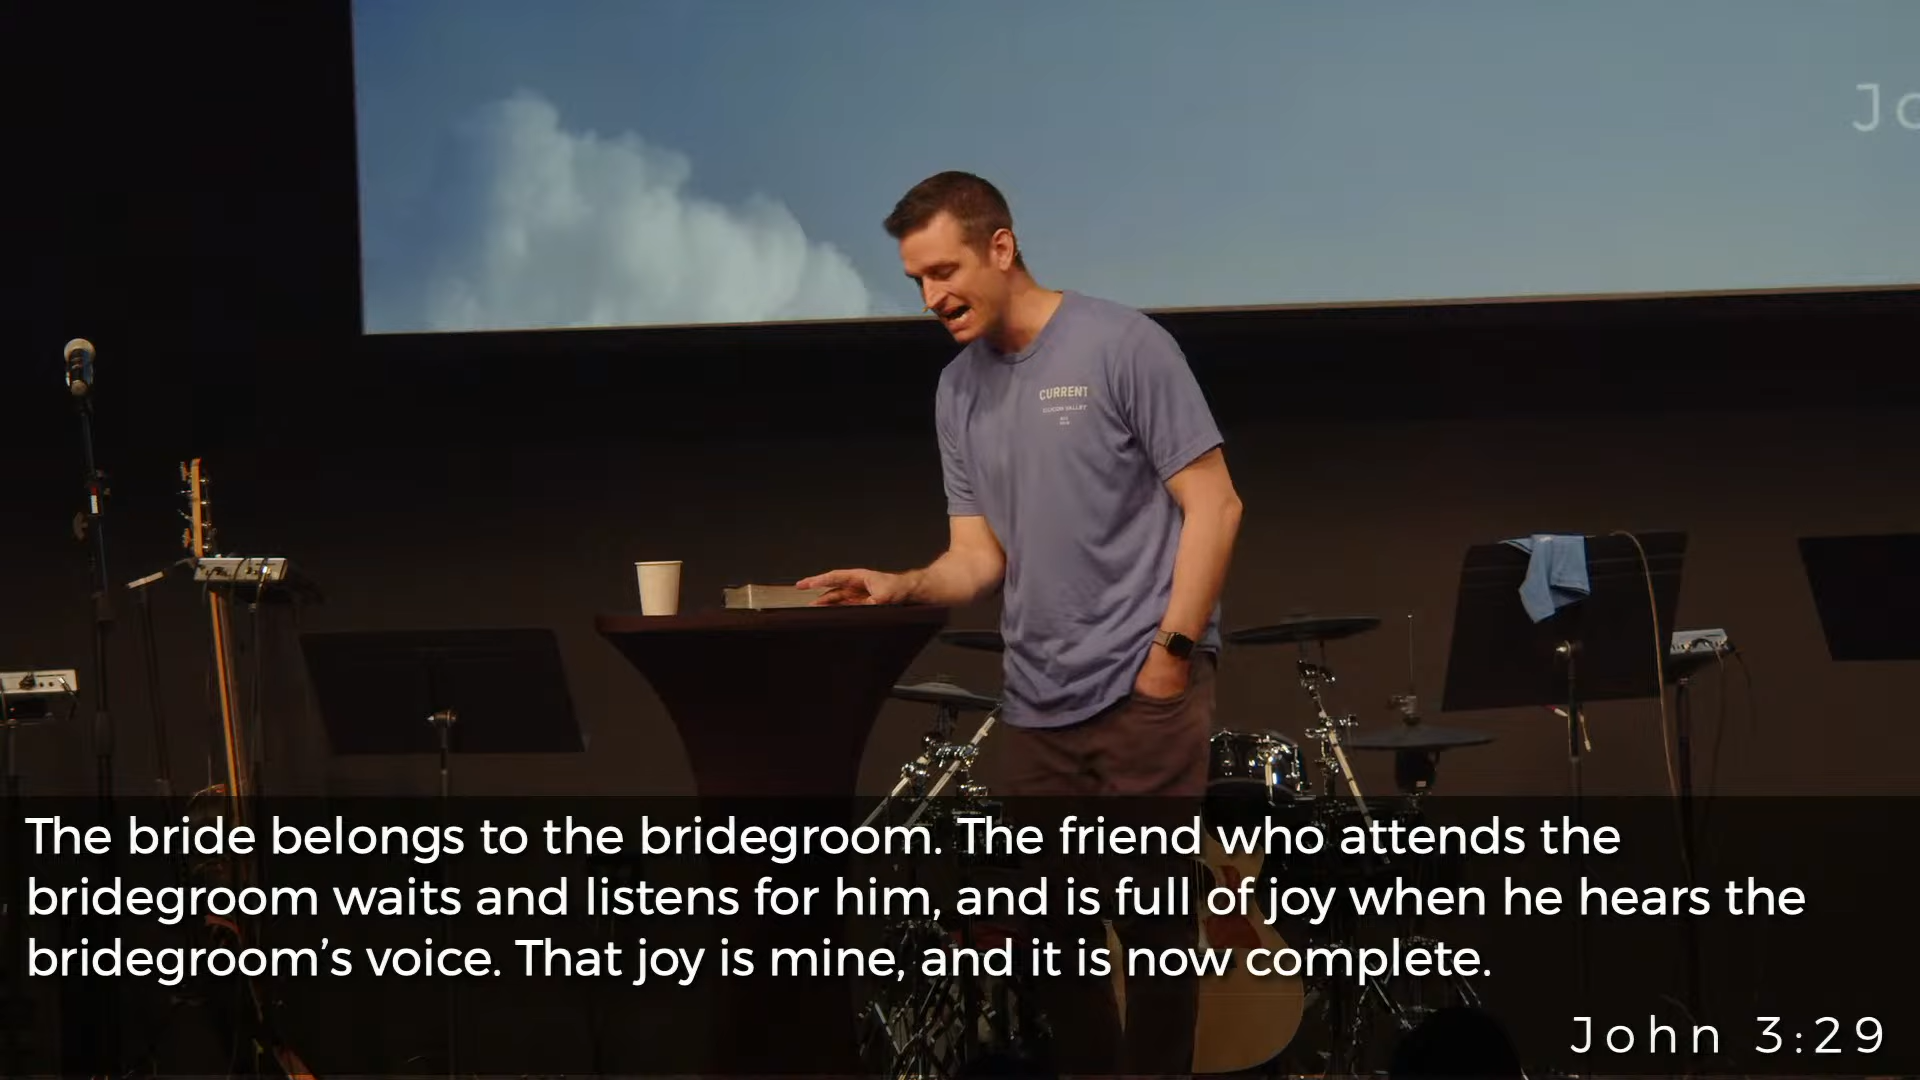 Jo
CURRENT
SILICON VALLEY
The bride belongs to the bridegroom. The friend who attends the
bridegroom waits and listens for him, and is full of joy when he hears the
bridegroom’s voice. That joy is mine, and it is now complete.
John 3:29